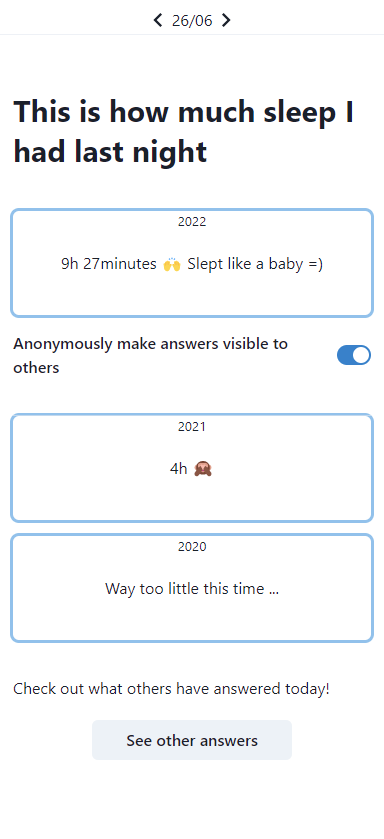 26/06
This is how much sleep I
had last night
2022
9h 27minutes 🙌 Slept like a baby =)
Anonymously make answers visible to
others
2021
4h 🙈
2020
Way too little this time ...
Check out what others have answered today!
See other answers